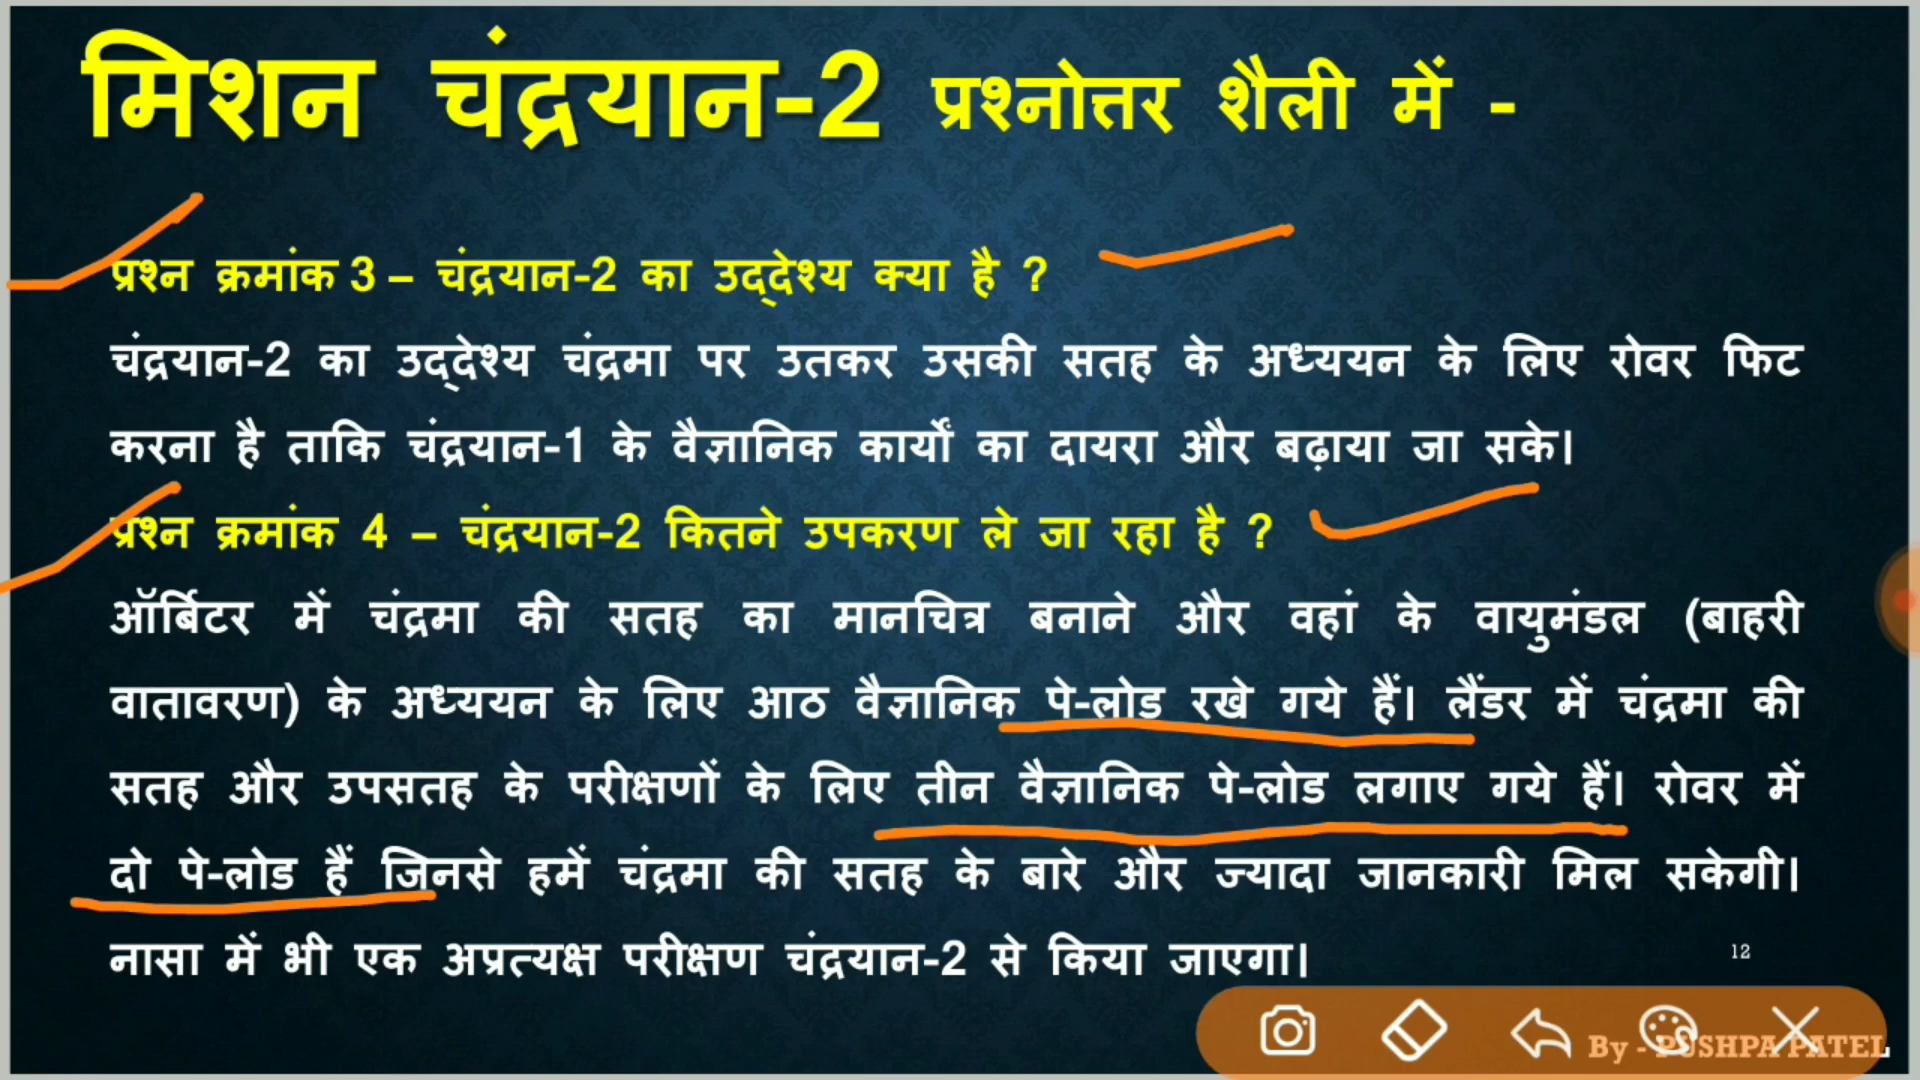 मिशन चंद्रयान-2 प्रश्नोत्तर शैली में -
प्रश्न क्रमांक 3 – चंद्रयान-2 का उद्‌देश्य क्या है ?
चंद्रयान-2 का उद्‌देश्य चंद्रमा पर उतकर उसकी सतह के अध्ययन के लिए रोवर फिट
करना है ताकि चंद्रयान-1 के वैज्ञानिक कार्यों का दायरा और बढ़ाया जा सके।
प्रश्न क्रमांक 4 – चंद्रयान-2 कितने उपकरण ले जा रहा है ?
ऑर्बिटर में चंद्रमा की सतह का मानचित्र बनाने और वहां के वायुमंडल (बाहरी
वातावरण) के अध्ययन के लिए आठ वैज्ञानिक पे-लोड रखे गये हैं। लैंडर में चंद्रमा की
सतह और उपसतह के परीक्षणों के लिए तीन वैज्ञानिक पे-लोड लगाए गये हैं। रोवर में
दो पे-लोड हैं जिनसे हमें चंद्रमा की सतह के बारे और ज्यादा जानकारी मिल सकेगी।
नासा में भी एक अप्रत्यक्ष परीक्षण चंद्रयान-2 से किया जाएगा।
12
By - PUSHPA PATEL